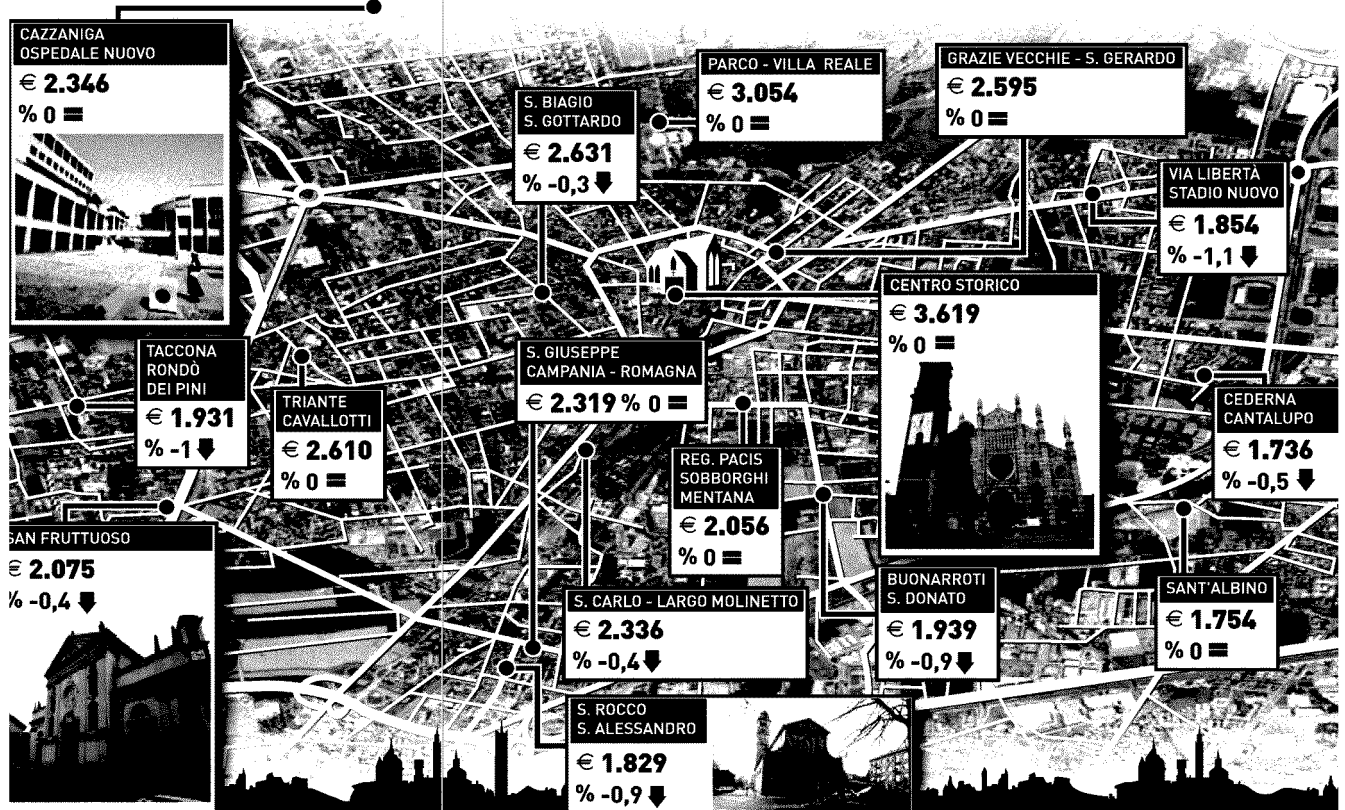 CAZZANIGA
OSPEDALE NUOVO
€ 2.346
% 0 =
S. BIAGIO
S. GOTTARDO
€ 2.631
% -0,3
PARCO - VILLA REALE
€ 3.054
% 0 =
GRAZIE VECCHIE - S. GERARDO
€ 2.595
% 0 =
VIA LIBERTÀ
STADIO NUOVO
€ 1.854
% -1,1
CENTRO STORICO
€ 3.619
% 0 =
TACCONA
RONDÒ
DEI PINI
€ 1.931
% -1
TRIANTE
CAVALLOTTI
€ 2.610
% 0 =
S. GIUSEPPE
CAMPANIA - ROMAGNA
€ 2.319 % 0 =
CEDERNA
CANTALUPO
€ 1.736
% -0,5
REG. PACIS
SOBBORGHI
MENTANA
€ 2.056
% 0 =
SAN FRUTTUOSO
€ 2.075
% -0,4
S. CARLO - LARGO MOLINETTO
€ 2.336
% -0,4
BUONARROTI
S. DONATO
€ 1.939
% -0,9
SANT'ALBINO
€ 1.754
% 0 =
S. ROCCO
S. ALESSANDRO
€ 1.829
% -0,9